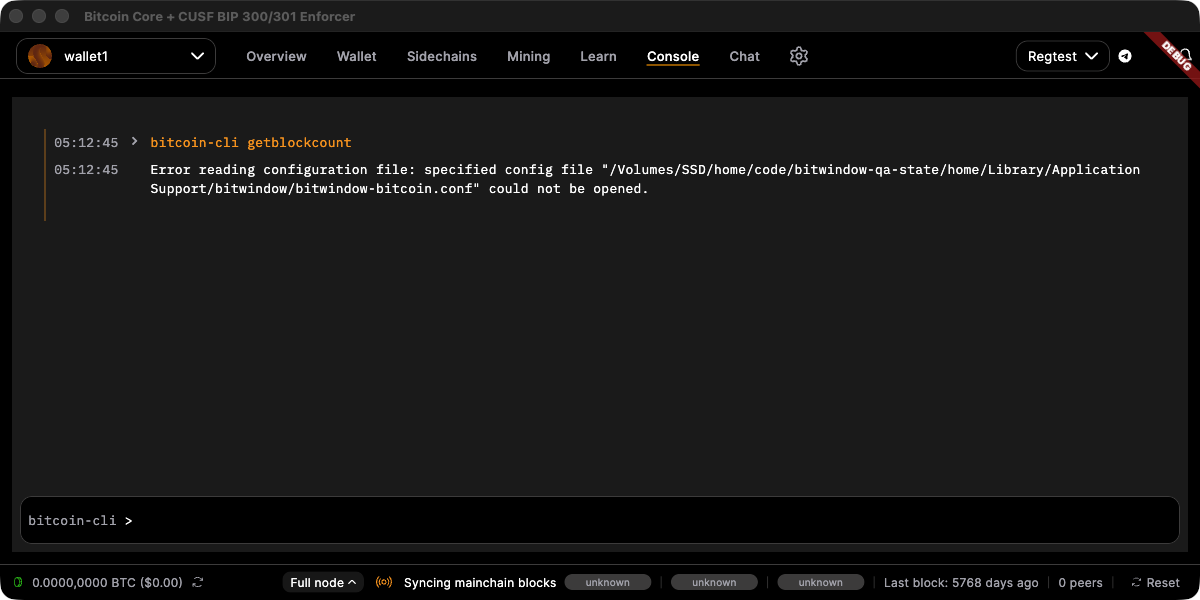 Bitcoin Core + CUSF BIP 300/301 Enforcer
wallet1
Overview
Wallet
Sidechains
Mining
Learn
Console
Chat
Regtest
DEBUG
05:12:45 > bitcoin-cli getblockcount
05:12:45 Error reading configuration file: specified config file "/Volumes/SSD/home/code/bitwindow-qa-state/home/Library/Application
Support/bitwindow/bitwindow-bitcoin.conf" could not be opened.
bitcoin-cli >
0.0000,0000 BTC ($0.00)
Full node
Syncing mainchain blocks
unknown
unknown
unknown
Last block: 5768 days ago
0 peers
Reset